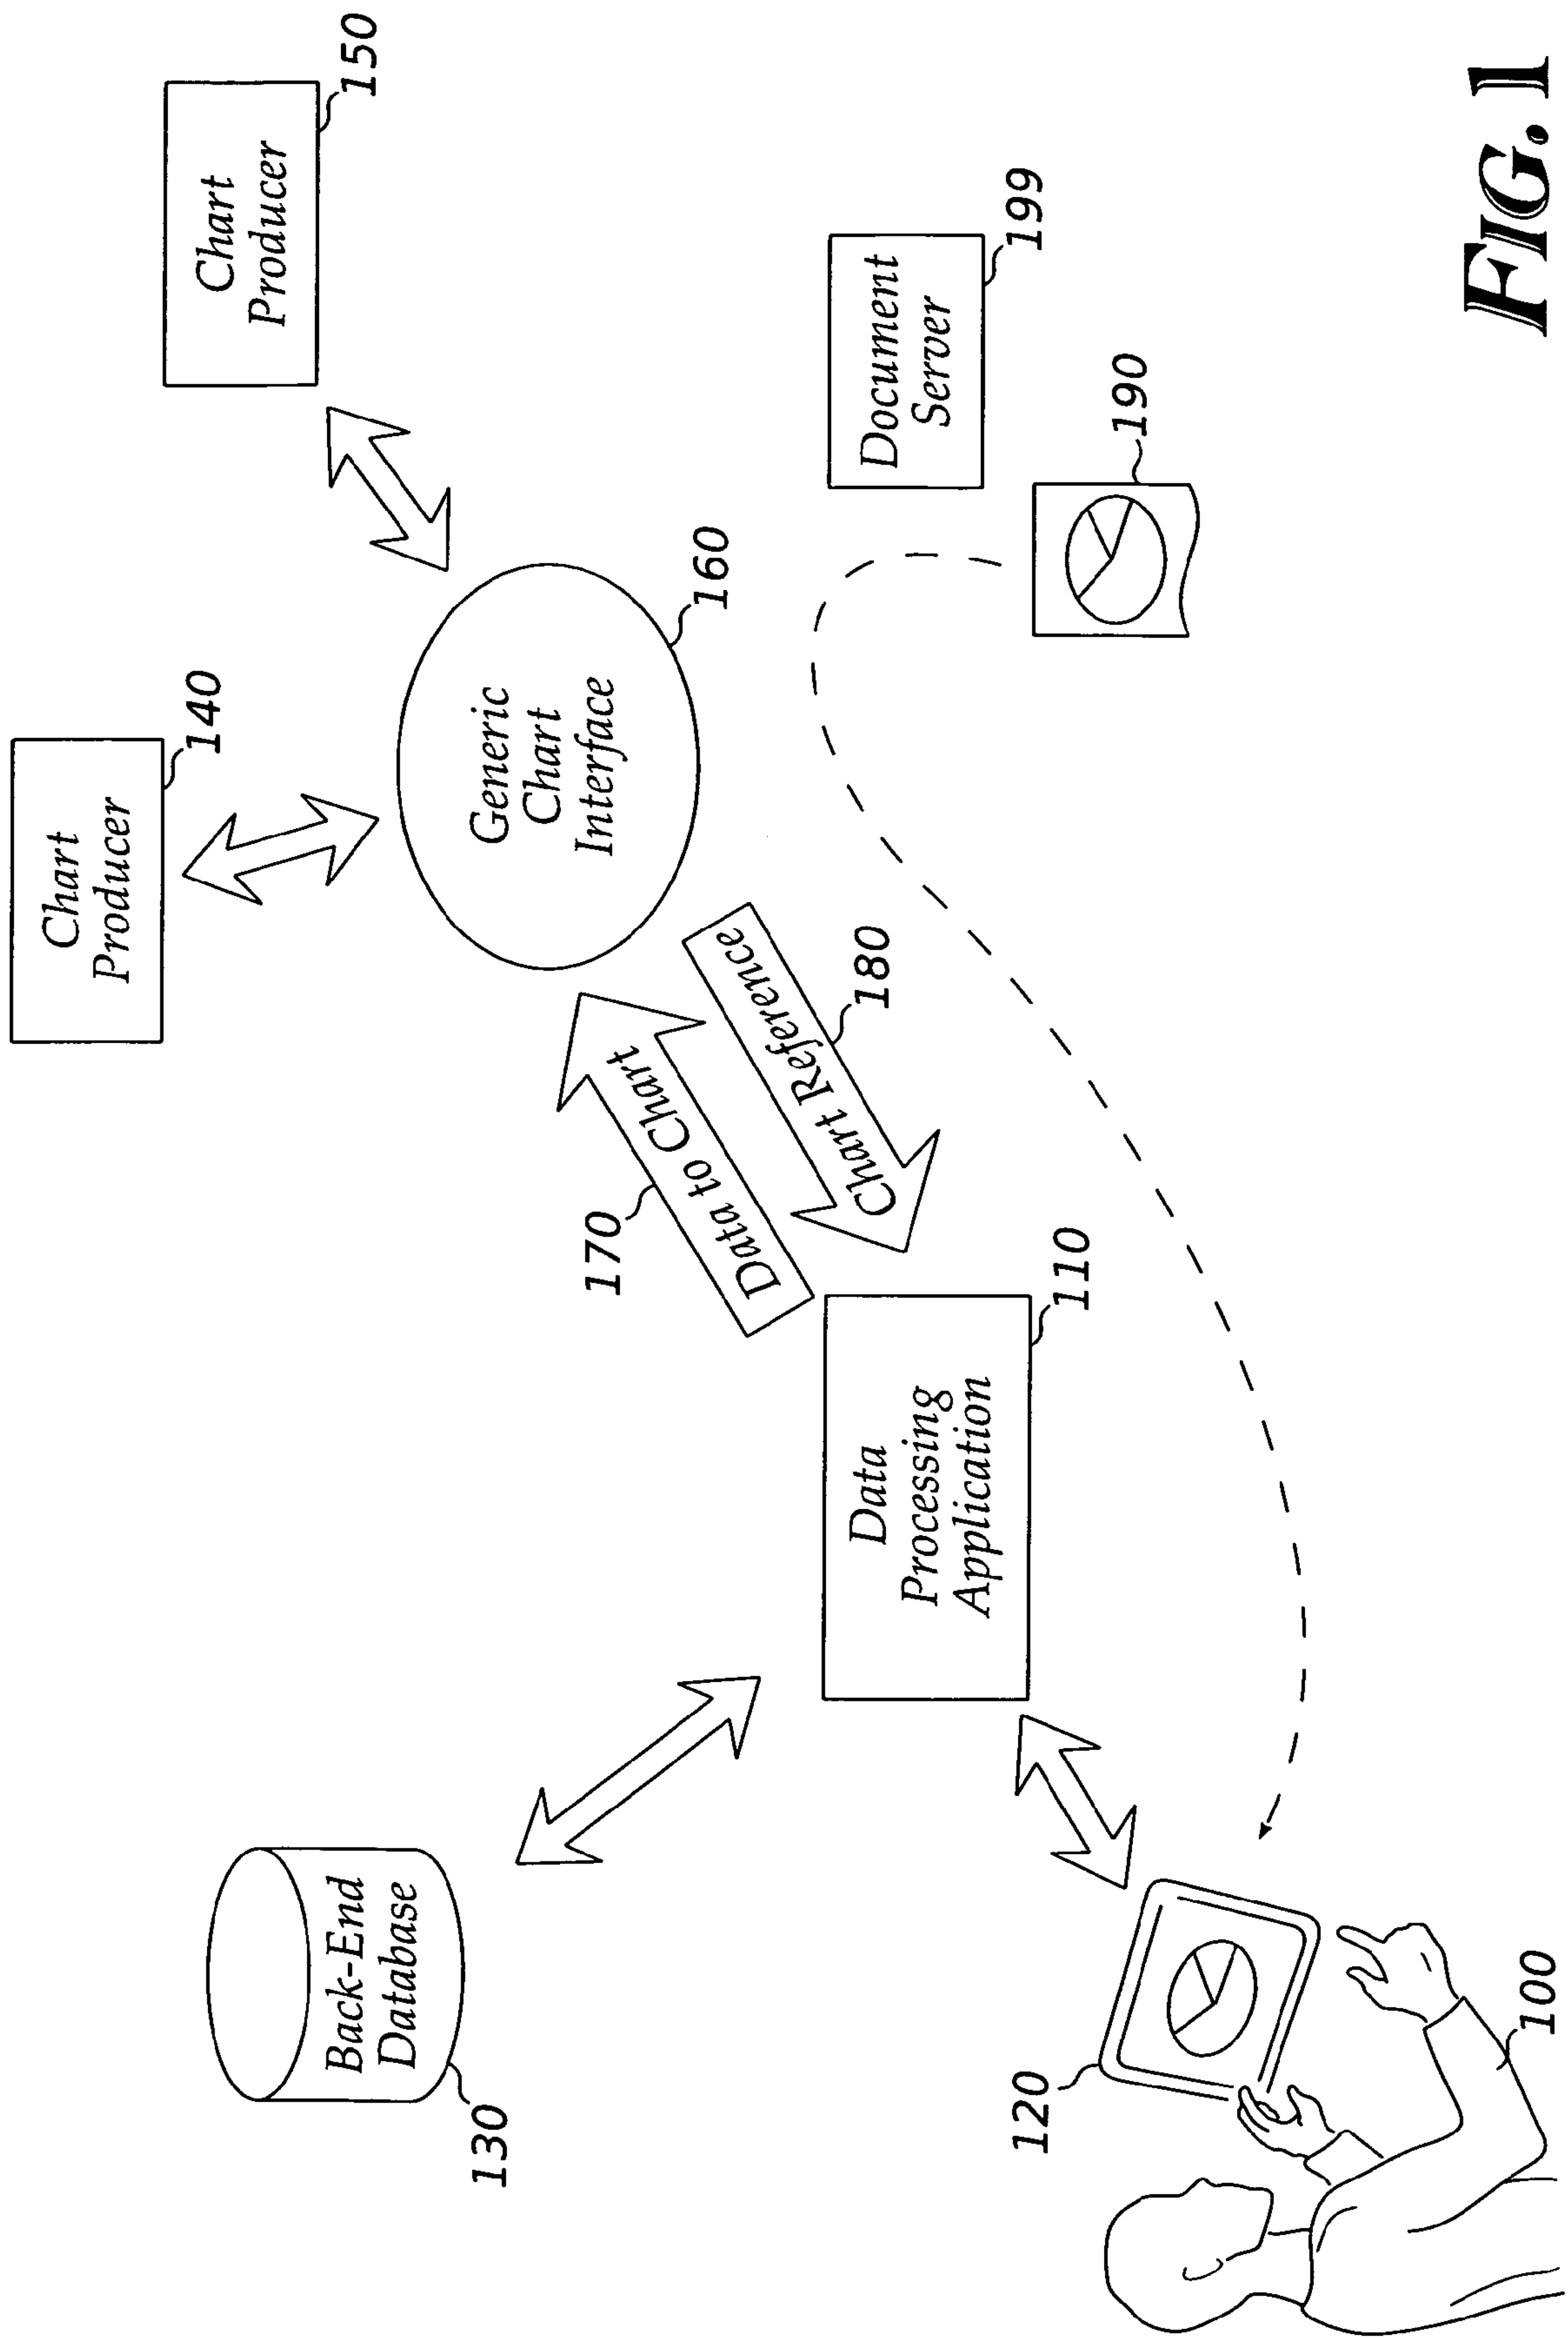 Chart
Producer
140
Chart
Producer
150
Back-End
Database
130
Generic
Chart
Interface
160
170
Data to Chart
Chart Reference
180
Data
Processing
Application
110
Document
Server
199
190
120
100
FIG. 1